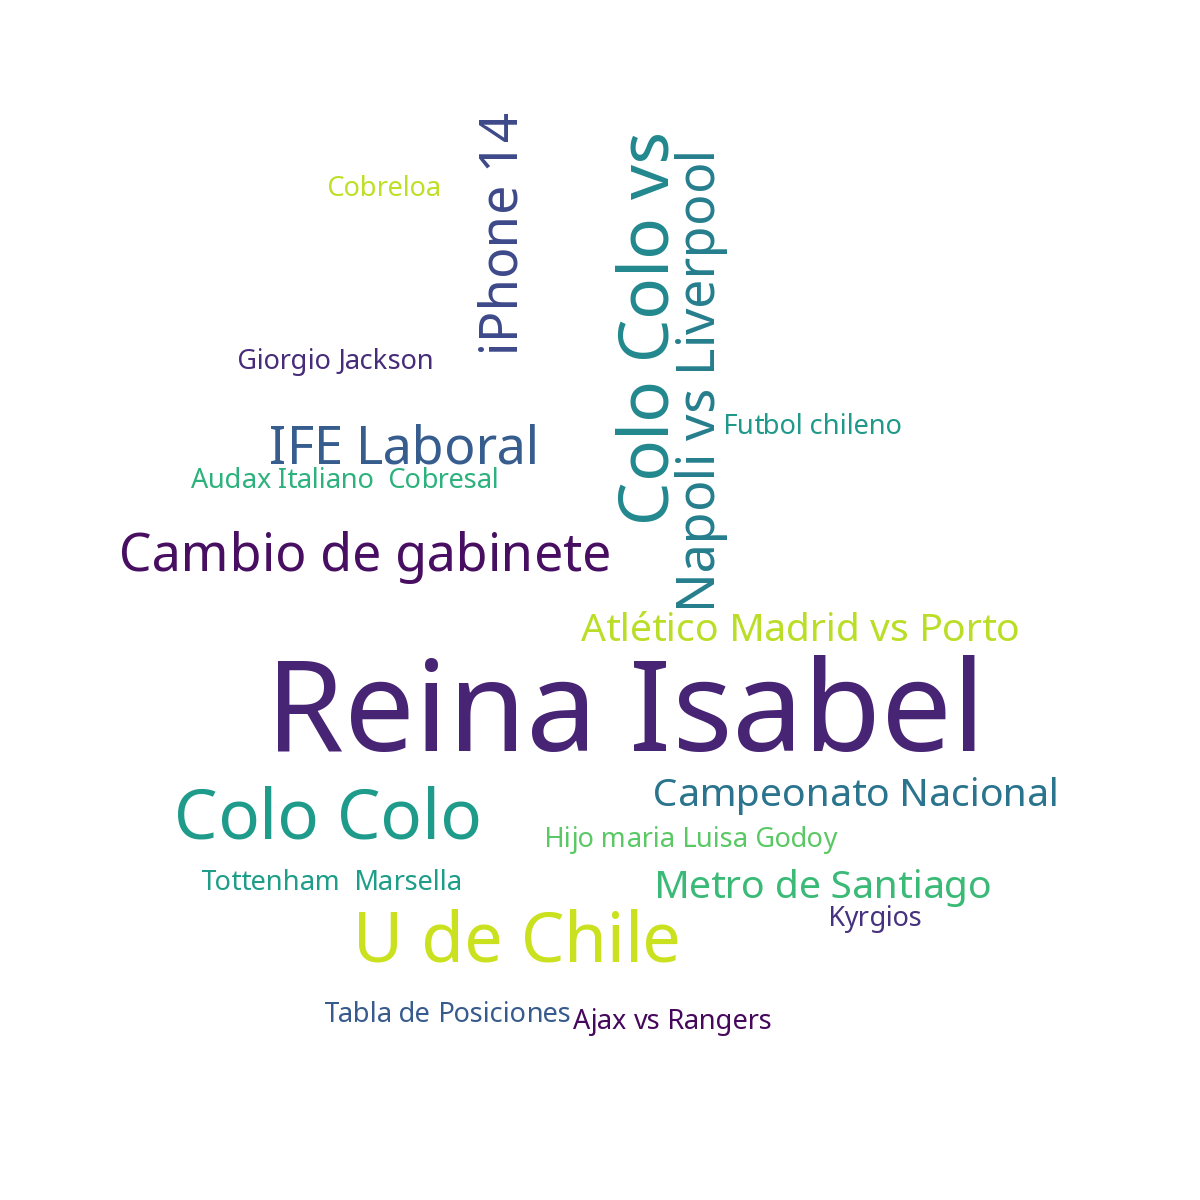 iPhone 14
Colo Colo vs
Napoli vs Liverpool
Cobreloa
Giorgio Jackson
Futbol chileno
IFE Laboral
Audax Italiano  Cobresal
Cambio de gabinete
Atlético Madrid vs Porto
Reina Isabel
Campeonato Nacional
Colo Colo
Hijo maria Luisa Godoy
Tottenham  Marsella
Metro de Santiago
Kyrgios
U de Chile
Tabla de Posiciones
Ajax vs Rangers